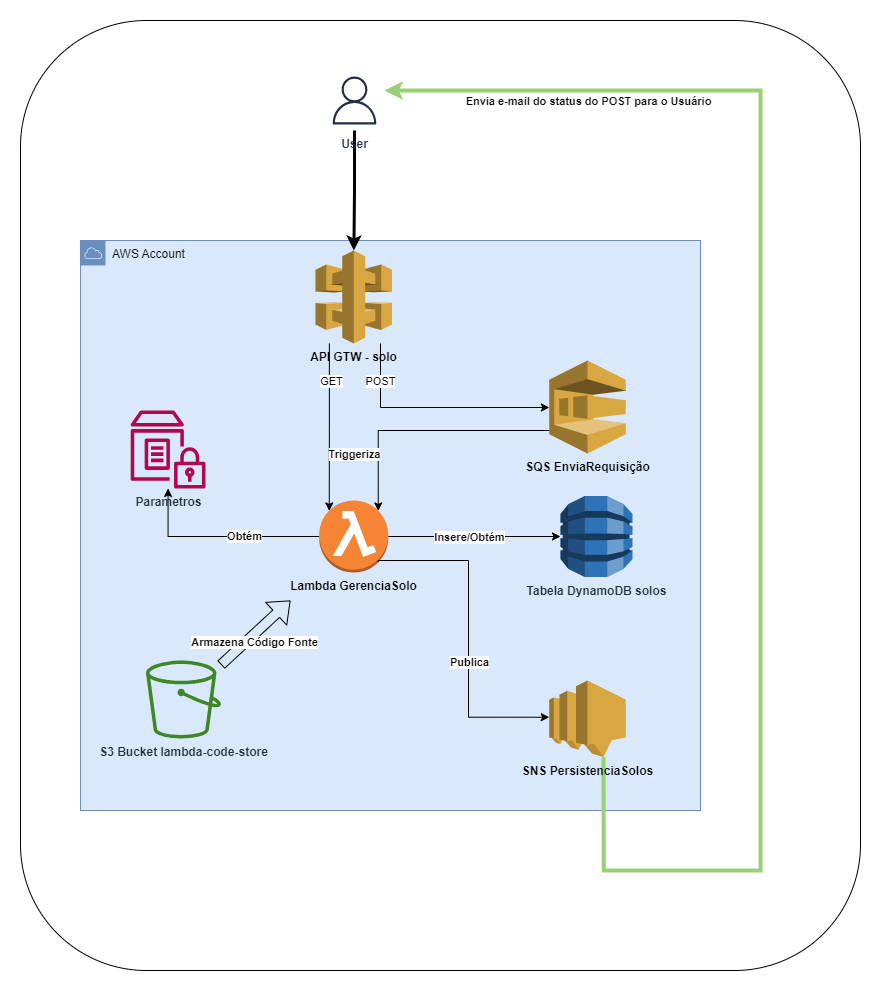 Envia e-mail do status do POST para o Usuário
User
AWS Account
API GTW - solo
GET
POST
SQS EnviaRequisição
Triggeriza
Parametros
Obtém
Insere/Obtém
Lambda GerenciaSolo
Tabela DynamoDB solos
Armazena Código Fonte
Publica
S3 Bucket lambda-code-store
SNS PersistenciaSolos